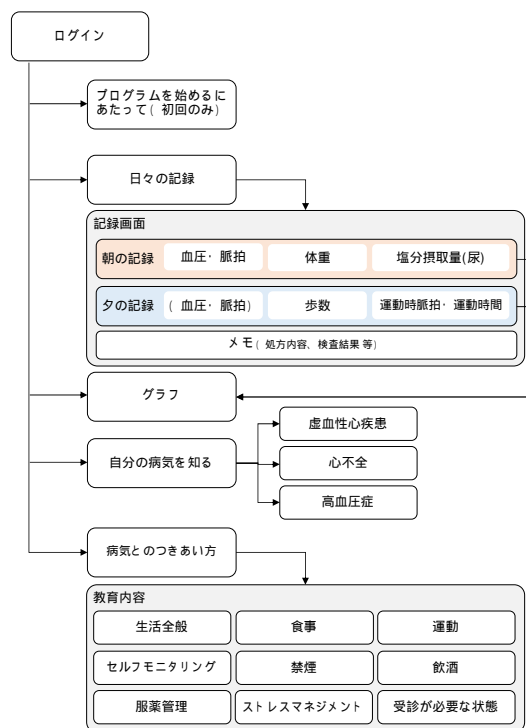 ログイン
プログラムを始めるに
あたって( 初回のみ)
日々の記録
記録画面
朝の記録 血圧・脈拍 体重 塩分摂取量(尿)
夕の記録 ( 血圧・脈拍) 歩数 運動時脈拍・運動時間
メモ( 処方内容、検査結果 等)
グラフ
虚血性心疾患
自分の病気を知る 心不全
高血圧症
病気とのつきあい方
教育内容
生活全般 食事 運動
セルフモニタリング 禁煙 飲酒
服薬管理 ストレスマネジメント 受診が必要な状態